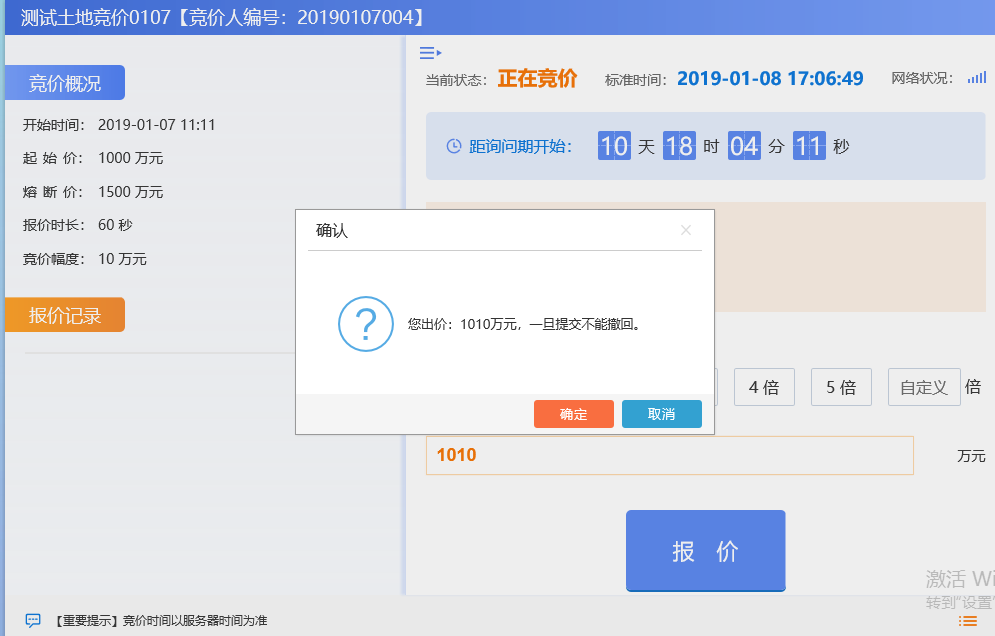 测试土地竞价0107【竞价人编号：20190107004】
竞价概况
开始时间： 2019-01-07 11:11
起 始 价： 1000 万元
熔 断 价： 1500 万元
报价时长： 60 秒
竞价幅度： 10 万元
报价记录
当前状态： 正在竞价 标准时间： 2019-01-08 17:06:49 网络状况：
距询问期开始： 10 天 18 时 04 分 11 秒
确认
您出价：1010万元，一旦提交不能撤回。
确定 取消
4 倍 5 倍 自定义 倍
1010 万元
报 价
激活 Wi
转到"设置"
【重要提示】竞价时间以服务器时间为准